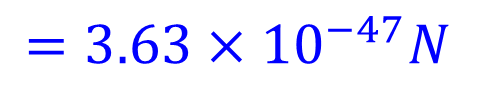 = 3.63 × 10⁻⁴⁷ N